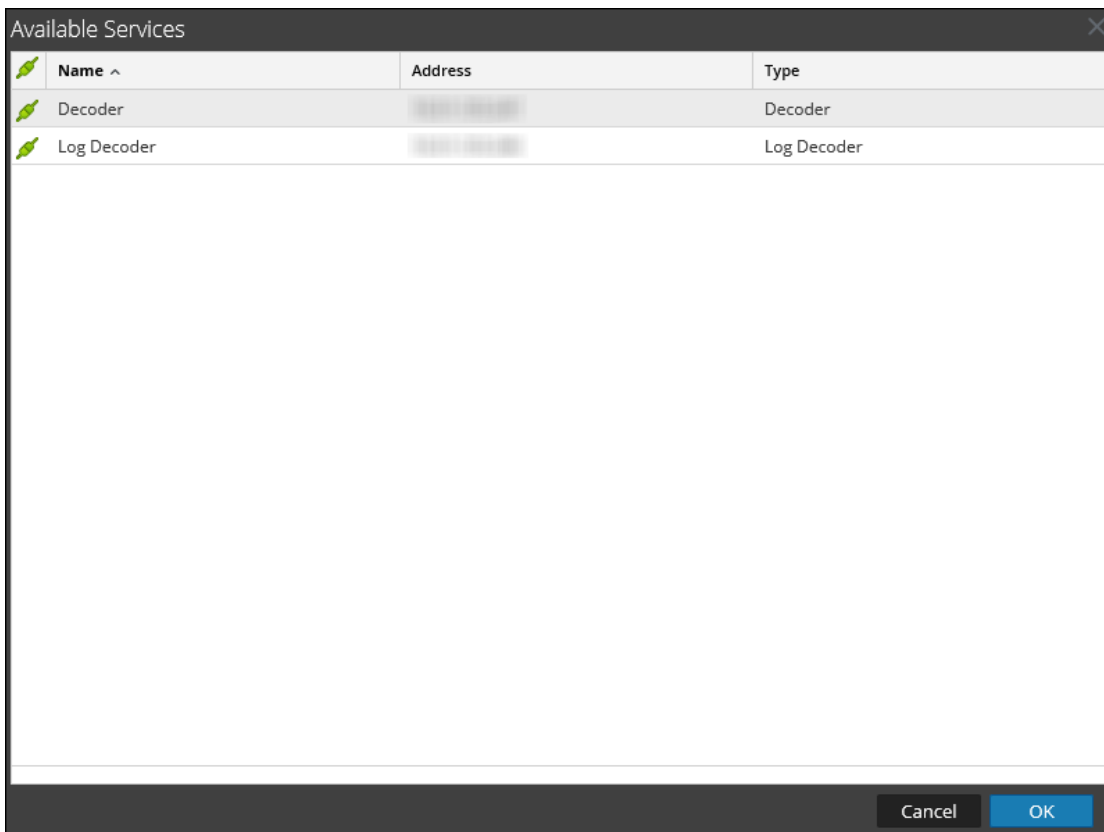 Available Services
Name Address Type
Decoder Decoder
Log Decoder Log Decoder
Cancel OK